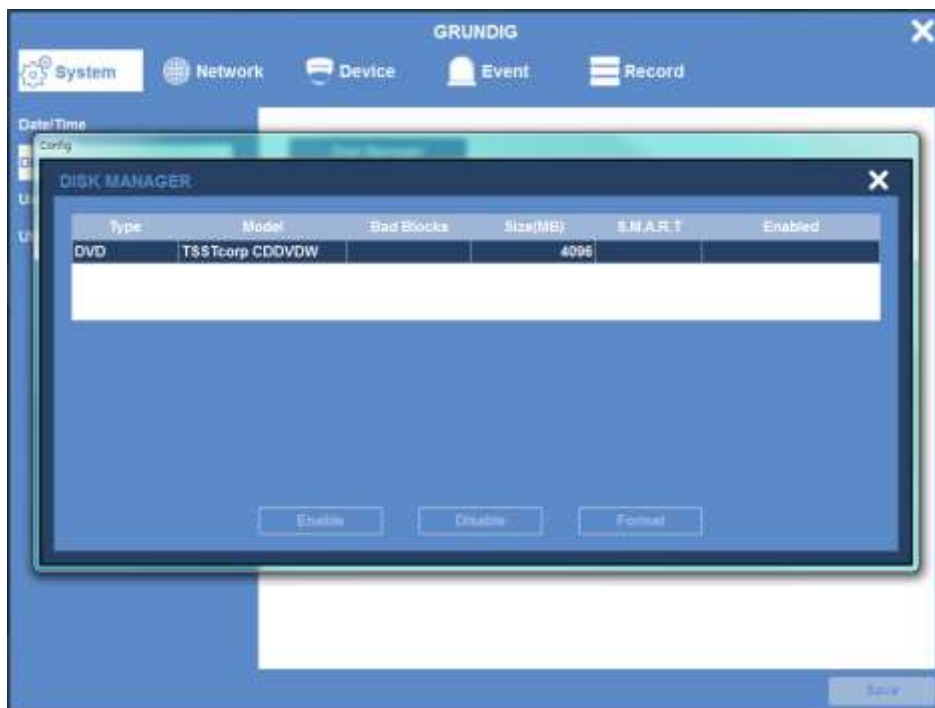 GRUNDIG
System Network Device Event Record
Date/Time
Config
DISK MANAGER
Type Model Bad Blocks Size(MB) S.M.A.R.T Enabled
DVD TSSTcorp CDDVDW 4096
Enable Disable Format
Save